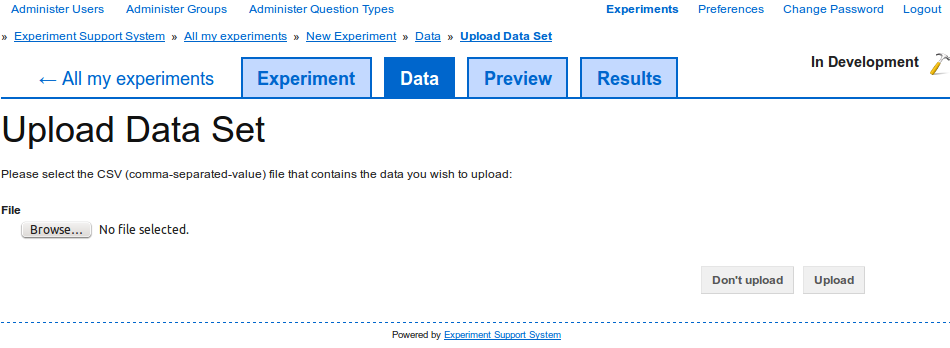 Administer Users Administer Groups Administer Question Types Experiments Preferences Change Password Logout
» Experiment Support System » All my experiments » New Experiment » Data » Upload Data Set
← All my experiments Experiment Data Preview Results In Development
Upload Data Set
Please select the CSV (comma-separated-value) file that contains the data you wish to upload:
File
Browse... No file selected.
Don't upload Upload
Powered by Experiment Support System